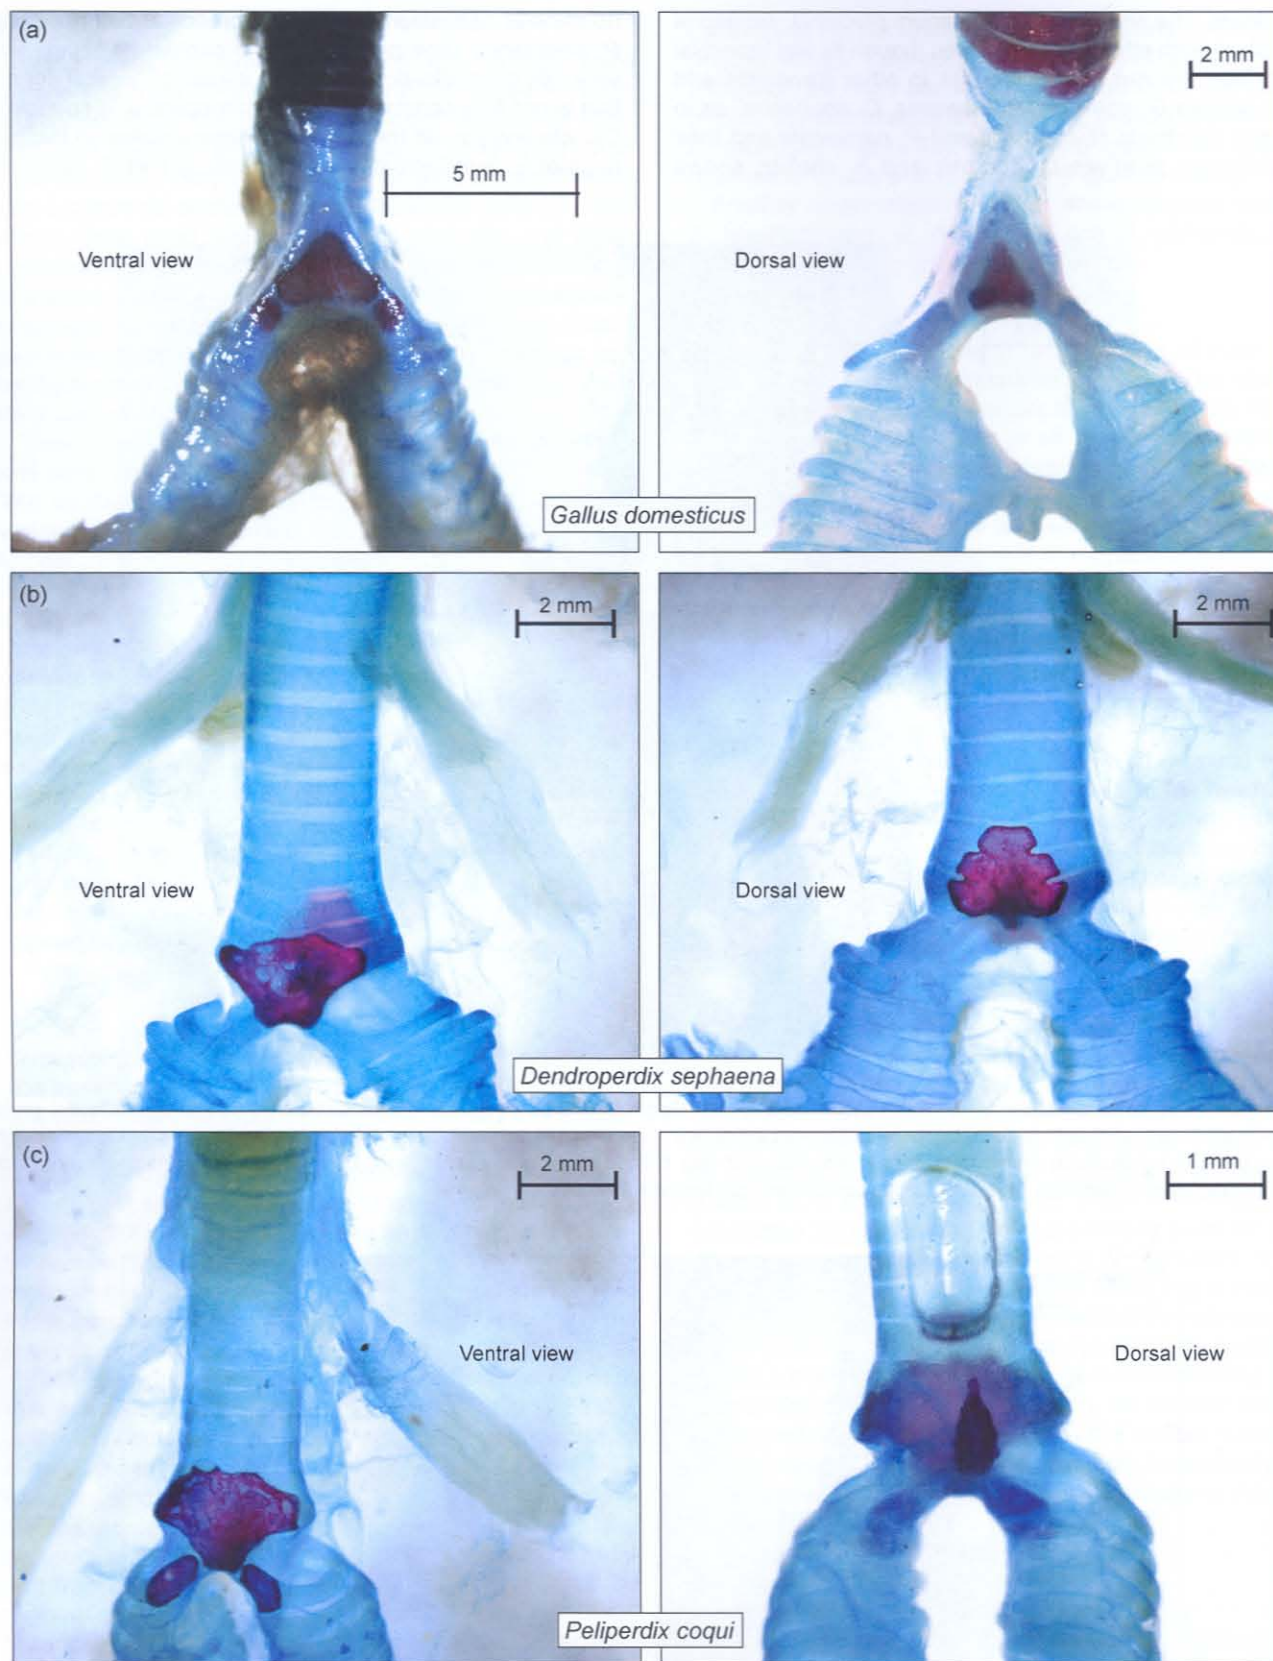 (a)
5 mm
Ventral view
2 mm
Dorsal view
Gallus domesticus
(b)
2 mm
Ventral view
2 mm
Dorsal view
Dendroperdix sephaena
(c)
2 mm
Ventral view
1 mm
Dorsal view
Peliperdix coqui